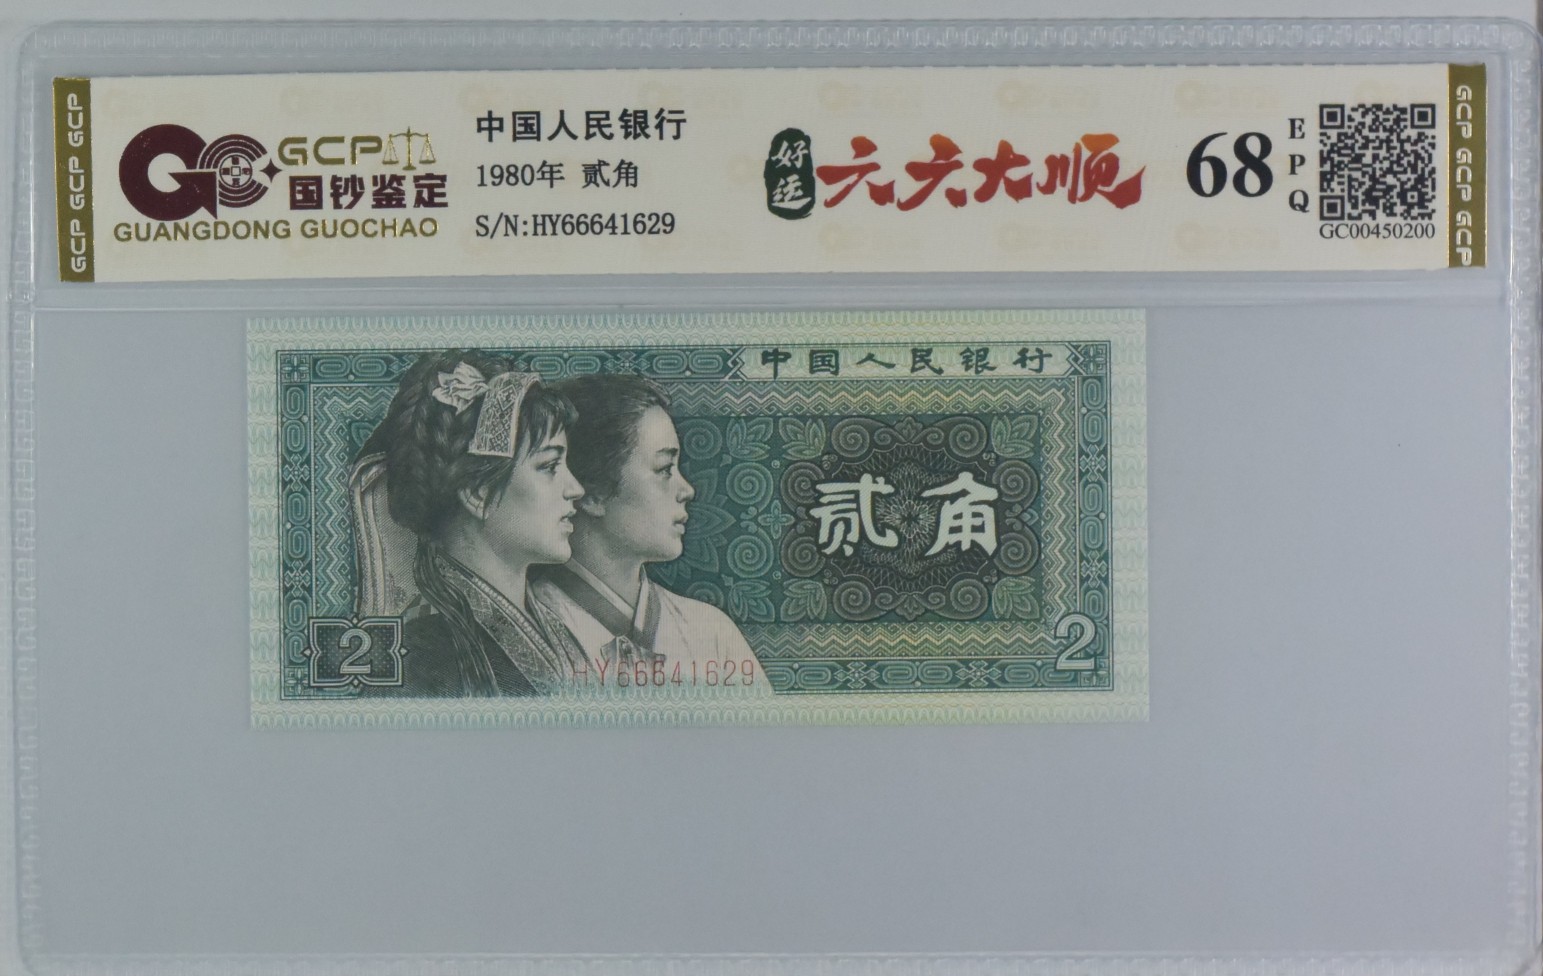 GCP GCP GCP
GCP
国钞鉴定
GUANGDONG GUOCHAO
中国人民银行
1980年 贰角
S/N:HY66641629
好运
六六大顺
68
EPQ
GC00450200
GCP GCP GCP
中国人民银行
贰角
2
2
HY66641629